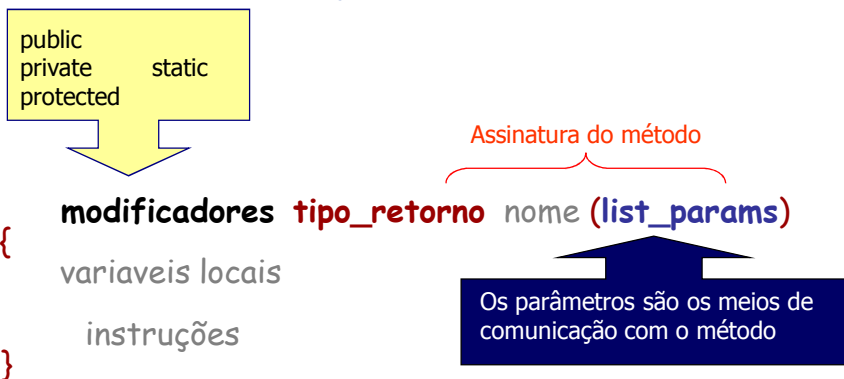 public
private static
protected
Assinatura do método
modificadores tipo_retorno nome (list_params)
{
variaveis locais
Os parâmetros são os meios de
comunicação com o método
instruções
}